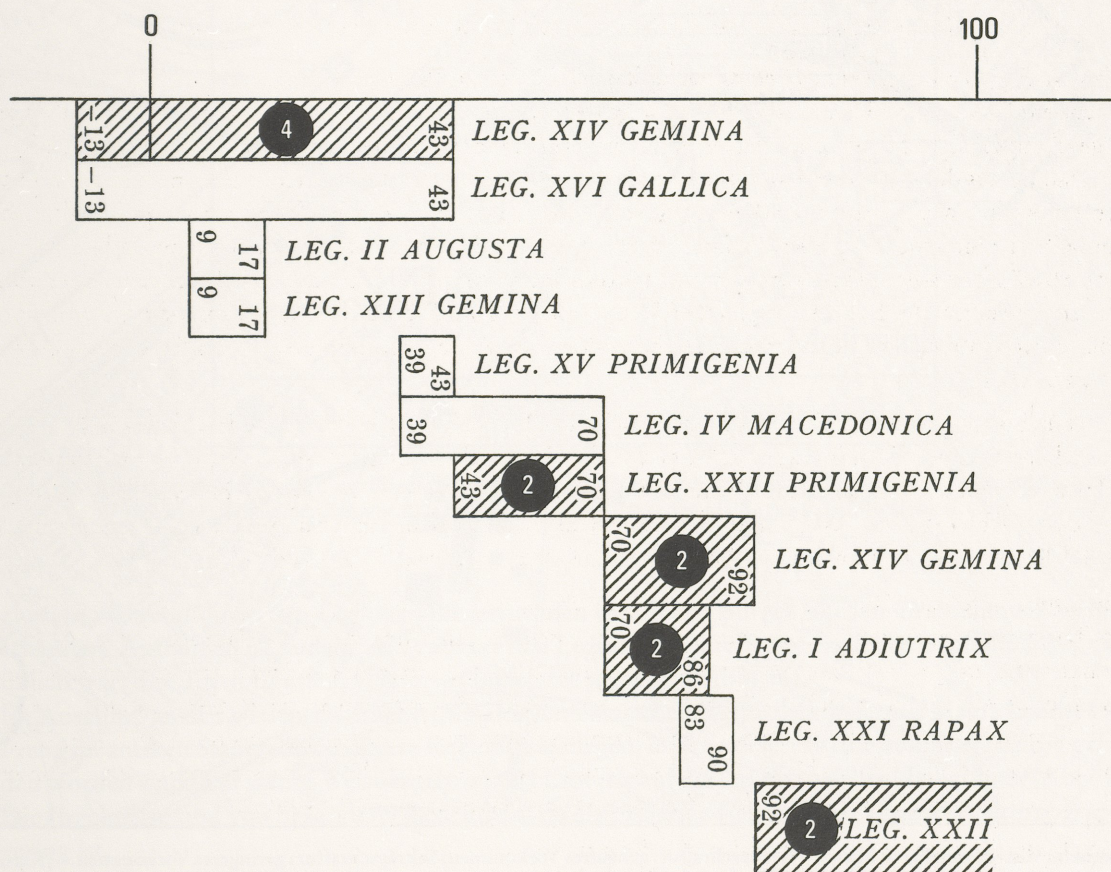 0 100
-13 4 43 LEG. XIV GEMINA
-13 43 LEG. XVI GALLICA
9 17 LEG. II AUGUSTA
9 17 LEG. XIII GEMINA
39 43 LEG. XV PRIMIGENIA
39 70 LEG. IV MACEDONICA
43 2 70 LEG. XXII PRIMIGENIA
70 2 92 LEG. XIV GEMINA
70 2 86 LEG. I ADIUTRIX
83 90 LEG. XXI RAPAX
92 2 LEG. XXII